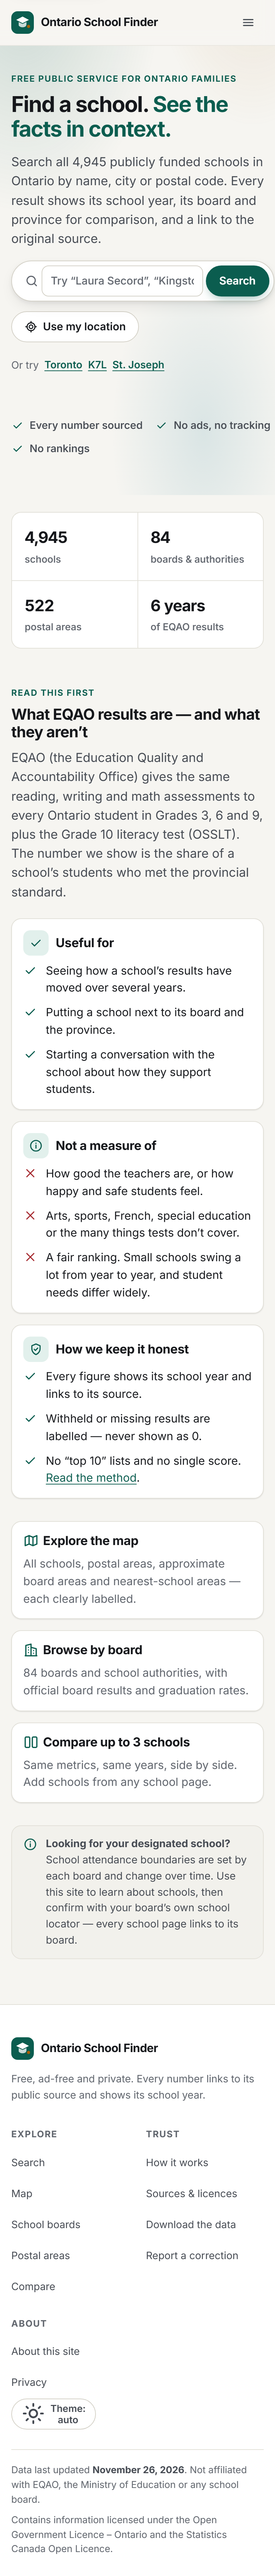 Ontario School Finder
FREE PUBLIC SERVICE FOR ONTARIO FAMILIES
Find a school. See the
facts in context.
Search all 4,945 publicly funded schools in
Ontario by name, city or postal code. Every
result shows its school year, its board and
province for comparison, and a link to the
original source.
Try “Laura Secord”, “Kingstc
Search
Use my location
Or try Toronto K7L St. Joseph
Every number sourced
No ads, no tracking
No rankings
4,945
schools
84
boards & authorities
522
postal areas
6 years
of EQAO results
READ THIS FIRST
What EQAO results are — and what
they aren’t
EQAO (the Education Quality and
Accountability Office) gives the same
reading, writing and math assessments to
every Ontario student in Grades 3, 6 and 9,
plus the Grade 10 literacy test (OSSLT).
The number we show is the share of a
school’s students who met the provincial
standard.
Useful for
Seeing how a school’s results have
moved over several years.
Putting a school next to its board and
the province.
Starting a conversation with the
school about how they support
students.
Not a measure of
How good the teachers are, or how
happy and safe students feel.
Arts, sports, French, special education
or the many things tests don’t cover.
A fair ranking. Small schools swing a
lot from year to year, and student
needs differ widely.
How we keep it honest
Every figure shows its school year and
links to its source.
Withheld or missing results are
labelled — never shown as 0.
No “top 10” lists and no single score.
Read the method.
Explore the map
All schools, postal areas, approximate
board areas and nearest-school areas —
each clearly labelled.
Browse by board
84 boards and school authorities, with
official board results and graduation rates.
Compare up to 3 schools
Same metrics, same years, side by side.
Add schools from any school page.
Looking for your designated school?
School attendance boundaries are set by
each board and change over time. Use
this site to learn about schools, then
confirm with your board’s own school
locator — every school page links to its
board.
Ontario School Finder
Free, ad-free and private. Every number links to its
public source and shows its school year.
EXPLORE
Search
Map
School boards
Postal areas
Compare
TRUST
How it works
Sources & licences
Download the data
Report a correction
ABOUT
About this site
Privacy
Theme:
auto
Data last updated November 26, 2026. Not affiliated
with EQAO, the Ministry of Education or any school
board.
Contains information licensed under the Open
Government Licence – Ontario and the Statistics
Canada Open Licence.